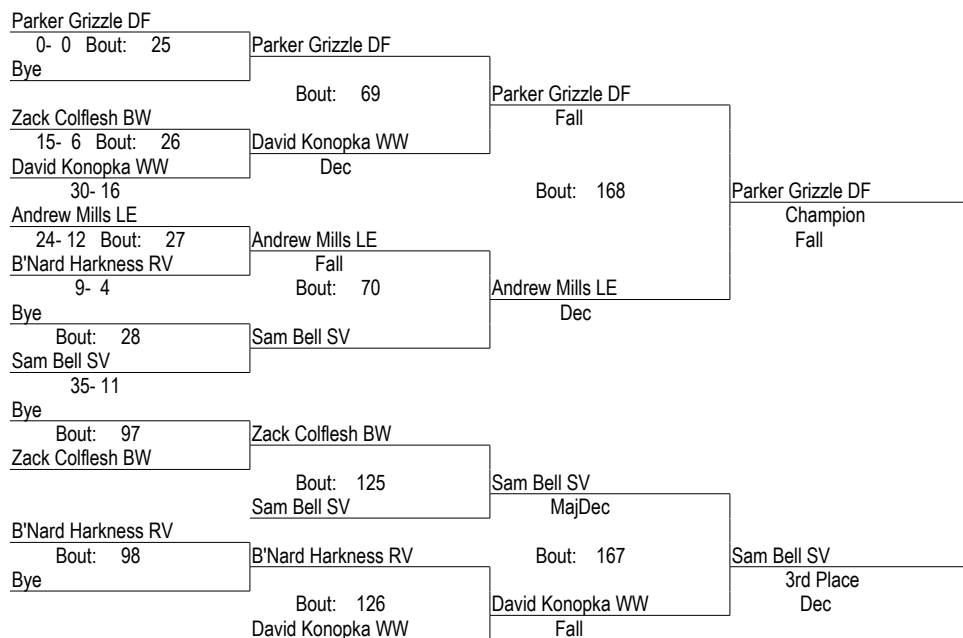 Parker Grizzle DF
0- 0 Bout: 25 Parker Grizzle DF
Bye
Bout: 69 Parker Grizzle DF
Zack Colflesh BW Fall
15- 6 Bout: 26 David Konopka WW
David Konopka WW Dec
30- 16 Bout: 168 Parker Grizzle DF
Andrew Mills LE Champion
24- 12 Bout: 27 Andrew Mills LE Fall
B'Nard Harkness RV Fall
9- 4 Bout: 70 Andrew Mills LE
Bye Dec
Bout: 28 Sam Bell SV
Sam Bell SV
35- 11
Bye
Bout: 97 Zack Colflesh BW
Zack Colflesh BW
Bout: 125 Sam Bell SV
Sam Bell SV MajDec
B'Nard Harkness RV
Bout: 98 B'Nard Harkness RV Bout: 167 Sam Bell SV
Bye 3rd Place
Bout: 126 David Konopka WW Dec
David Konopka WW Fall